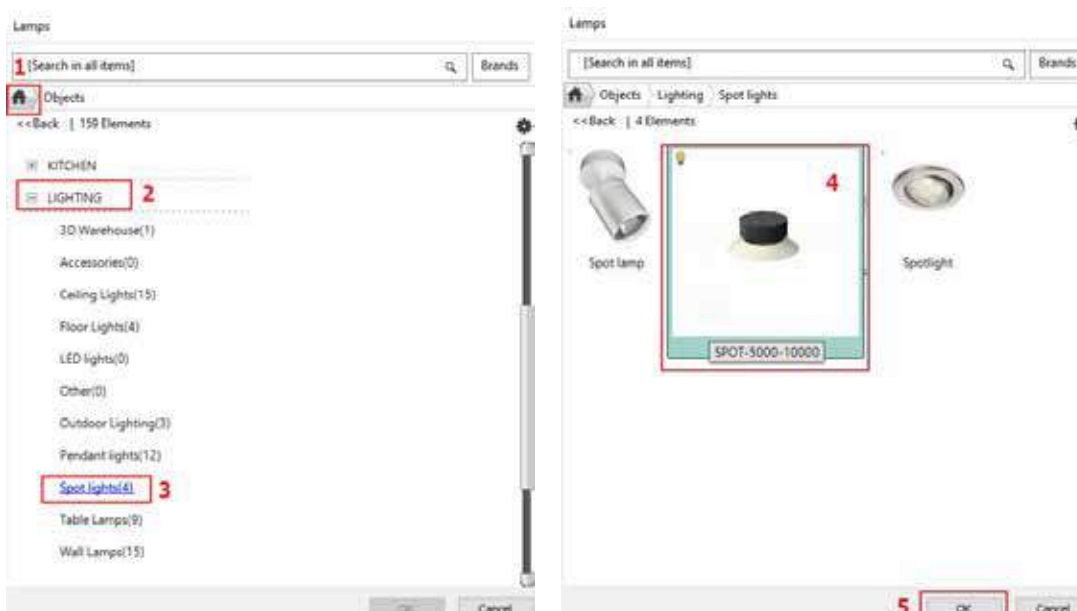 Lamps
1 [Search in all items] Brands
Objects
<<Back | 159 Elements
KITCHEN
LIGHTING 2
3D Warehouse(1)
Accessories(0)
Ceiling Lights(15)
Floor Lights(4)
LED lights(0)
Other(0)
Outdoor Lighting(3)
Pendant lights(12)
Spot lights(4) 3
Table Lamps(9)
Wall Lamps(15)
OK Cancel
Lamps
[Search in all items] Brands
Objects Lighting Spot lights
<<Back | 4 Elements
4
Spot lamp
Spotlight
SPOT-5000-10000
5 OK Cancel